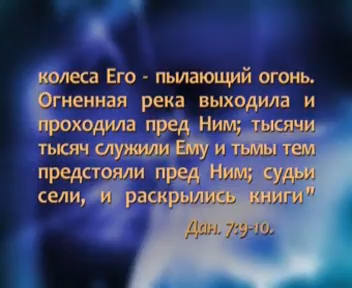 колеса Его - пылающий огонь.
Огненная река выходила и
проходила пред Ним; тысячи
тысяч служили Ему и тьмы тем
предстояли пред Ним; судьи
сели, и раскрылись книги"
Дан. 7:9-10.